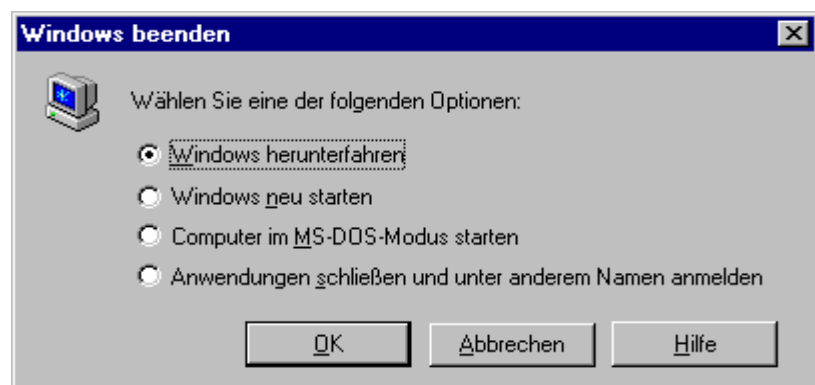 Windows beenden
Wählen Sie eine der folgenden Optionen:
Windows herunterfahren
Windows neu starten
Computer im MS-DOS-Modus starten
Anwendungen schließen und unter anderem Namen anmelden
OK Abbrechen Hilfe